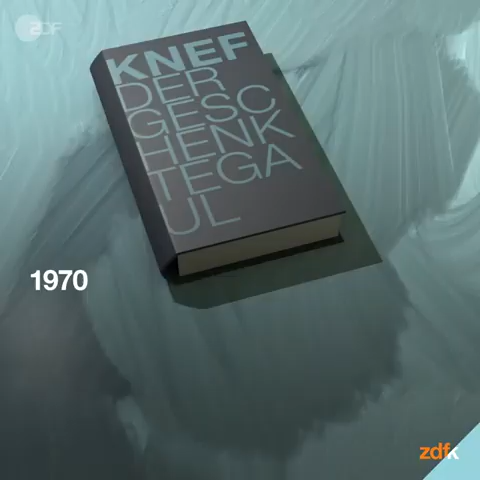 ZDF
KNEF
DER
GESC
HENK
TEGA
UL
1970
zdfk